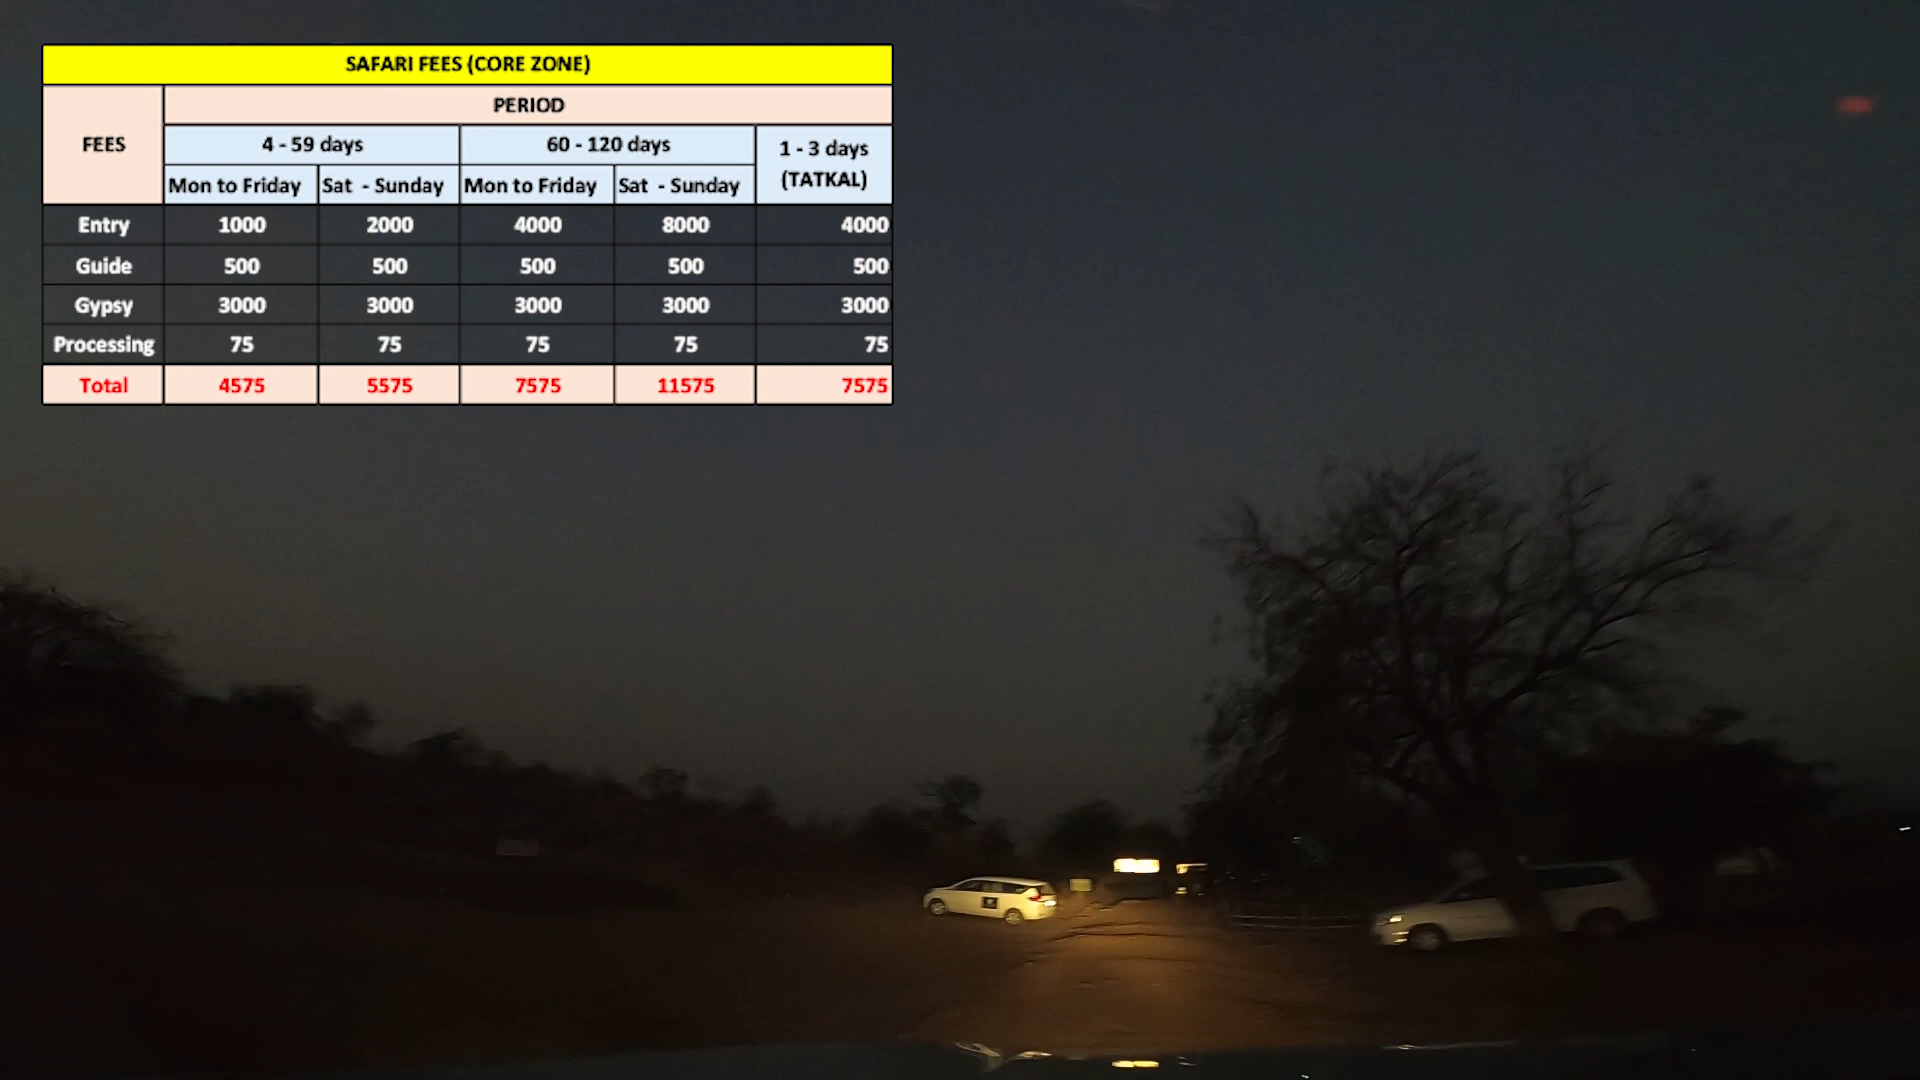 SAFARI FEES (CORE ZONE)
FEES
PERIOD
4 - 59 days
60 - 120 days
1 - 3 days
(TATKAL)
Mon to Friday
Sat - Sunday
Mon to Friday
Sat - Sunday
Entry 1000 2000 4000 8000 4000
Guide 500 500 500 500 500
Gypsy 3000 3000 3000 3000 3000
Processing 75 75 75 75 75
Total 4575 5575 7575 11575 7575